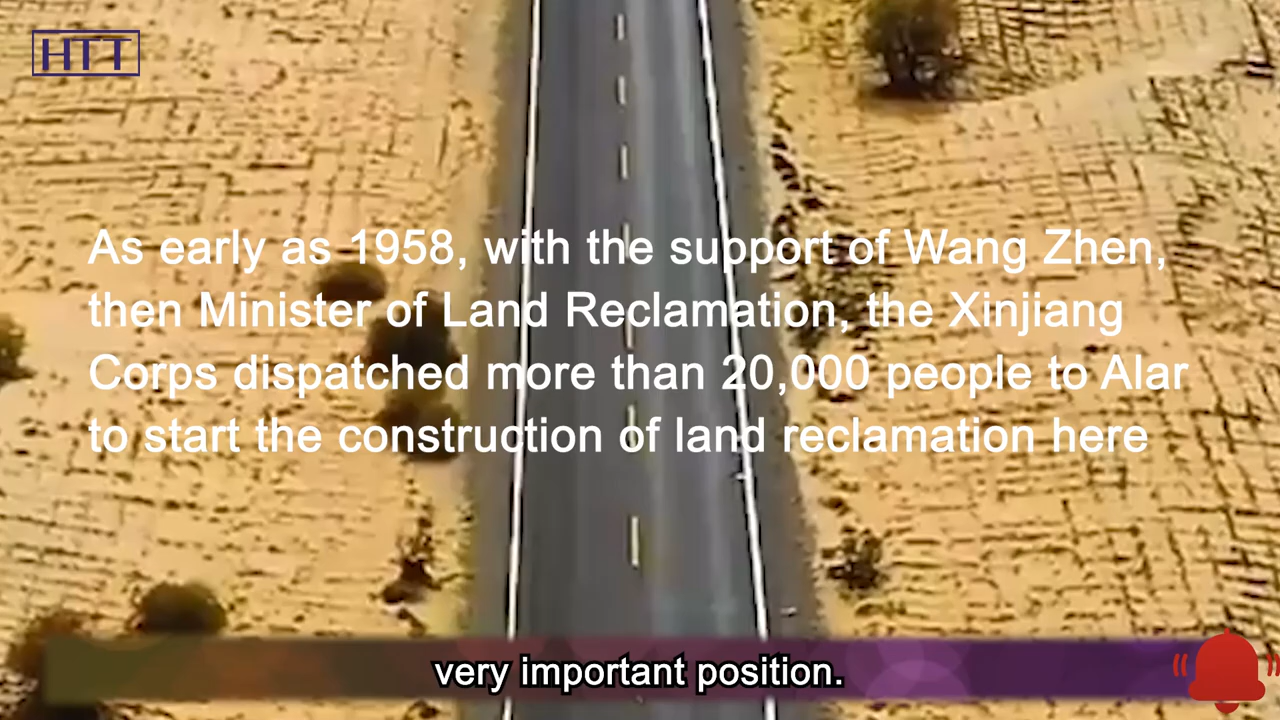 HTT
As early as 1958, with the support of Wang Zhen,
then Minister of Land Reclamation, the Xinjiang
Corps dispatched more than 20,000 people to Alar
to start the construction of land reclamation here
very important position.